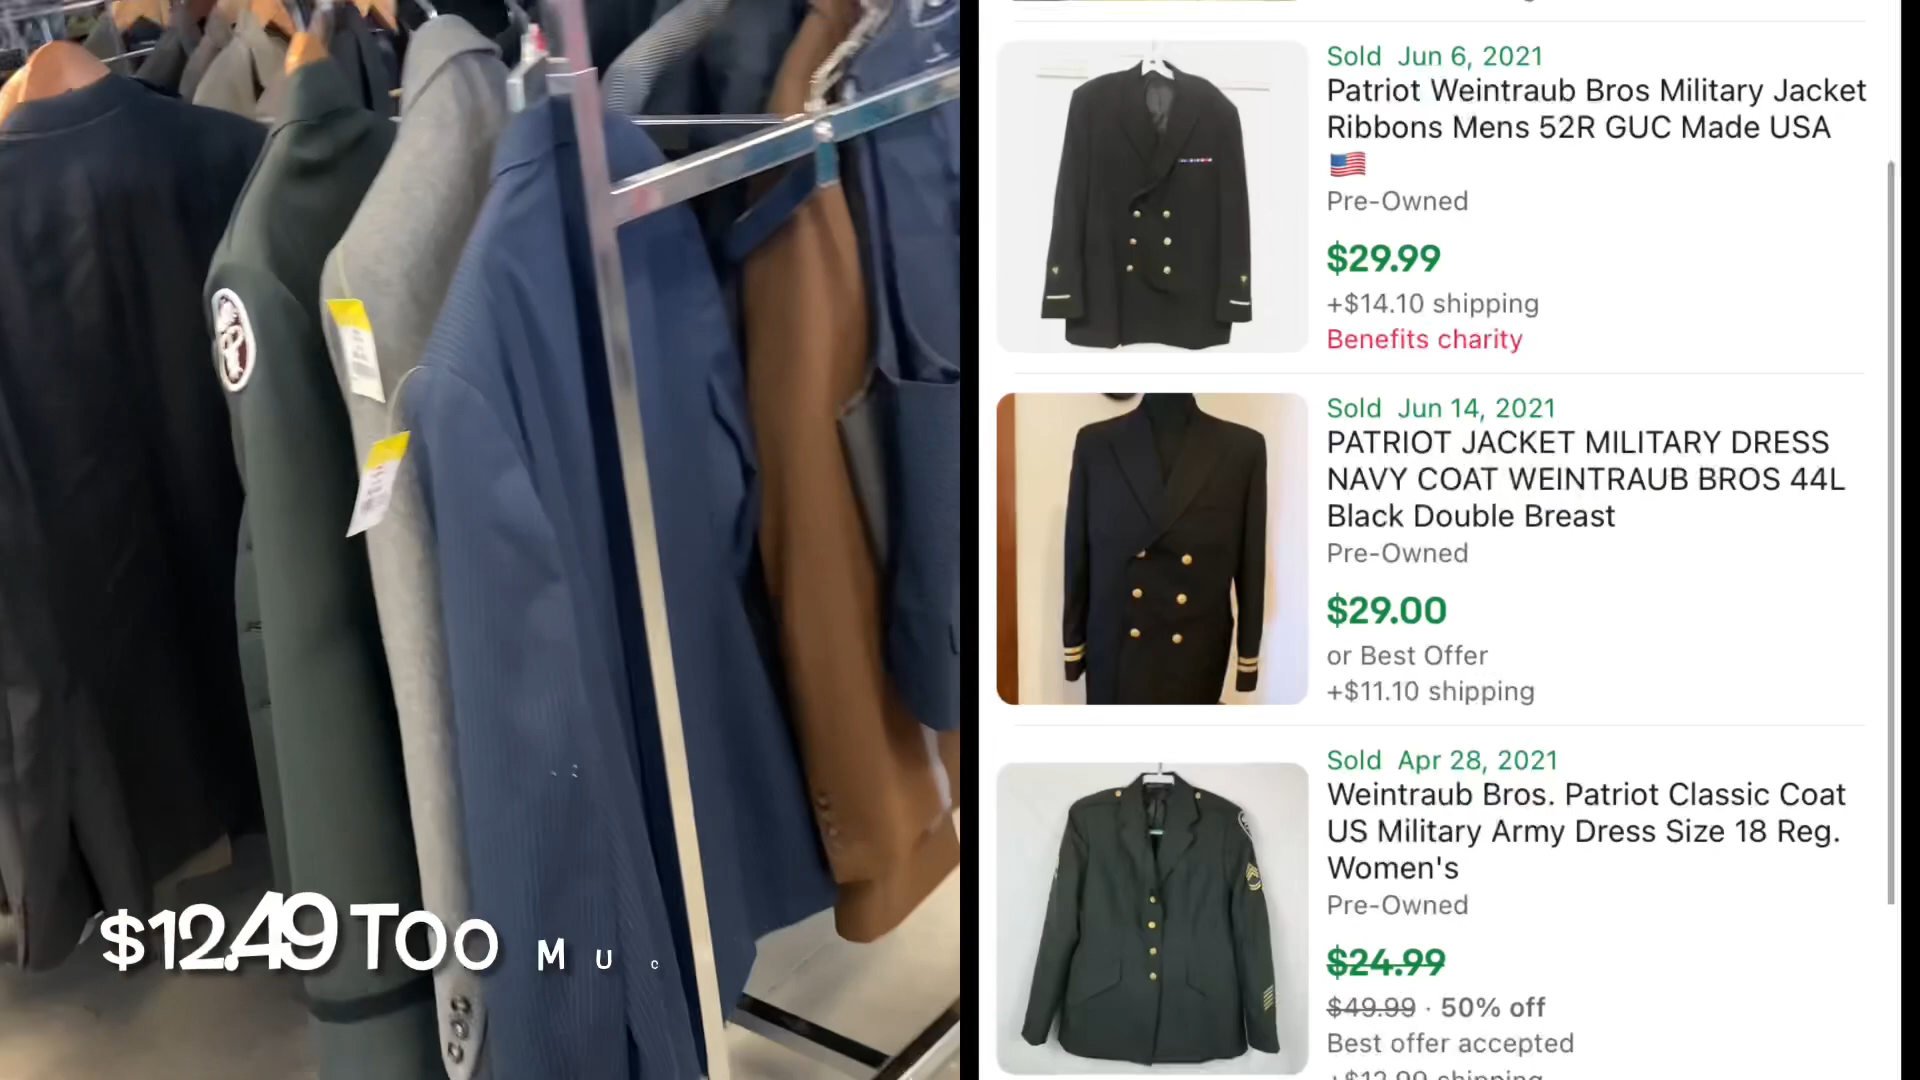 $12.49 Too Muc
Sold Jun 6, 2021
Patriot Weintraub Bros Military Jacket
Ribbons Mens 52R GUC Made USA
🇺🇸
Pre-Owned
$29.99
+$14.10 shipping
Benefits charity
Sold Jun 14, 2021
PATRIOT JACKET MILITARY DRESS
NAVY COAT WEINTRAUB BROS 44L
Black Double Breast
Pre-Owned
$29.00
or Best Offer
+$11.10 shipping
Sold Apr 28, 2021
Weintraub Bros. Patriot Classic Coat
US Military Army Dress Size 18 Reg.
Women's
Pre-Owned
$24.99
$49.99 · 50% off
Best offer accepted
+$12.99 shipping